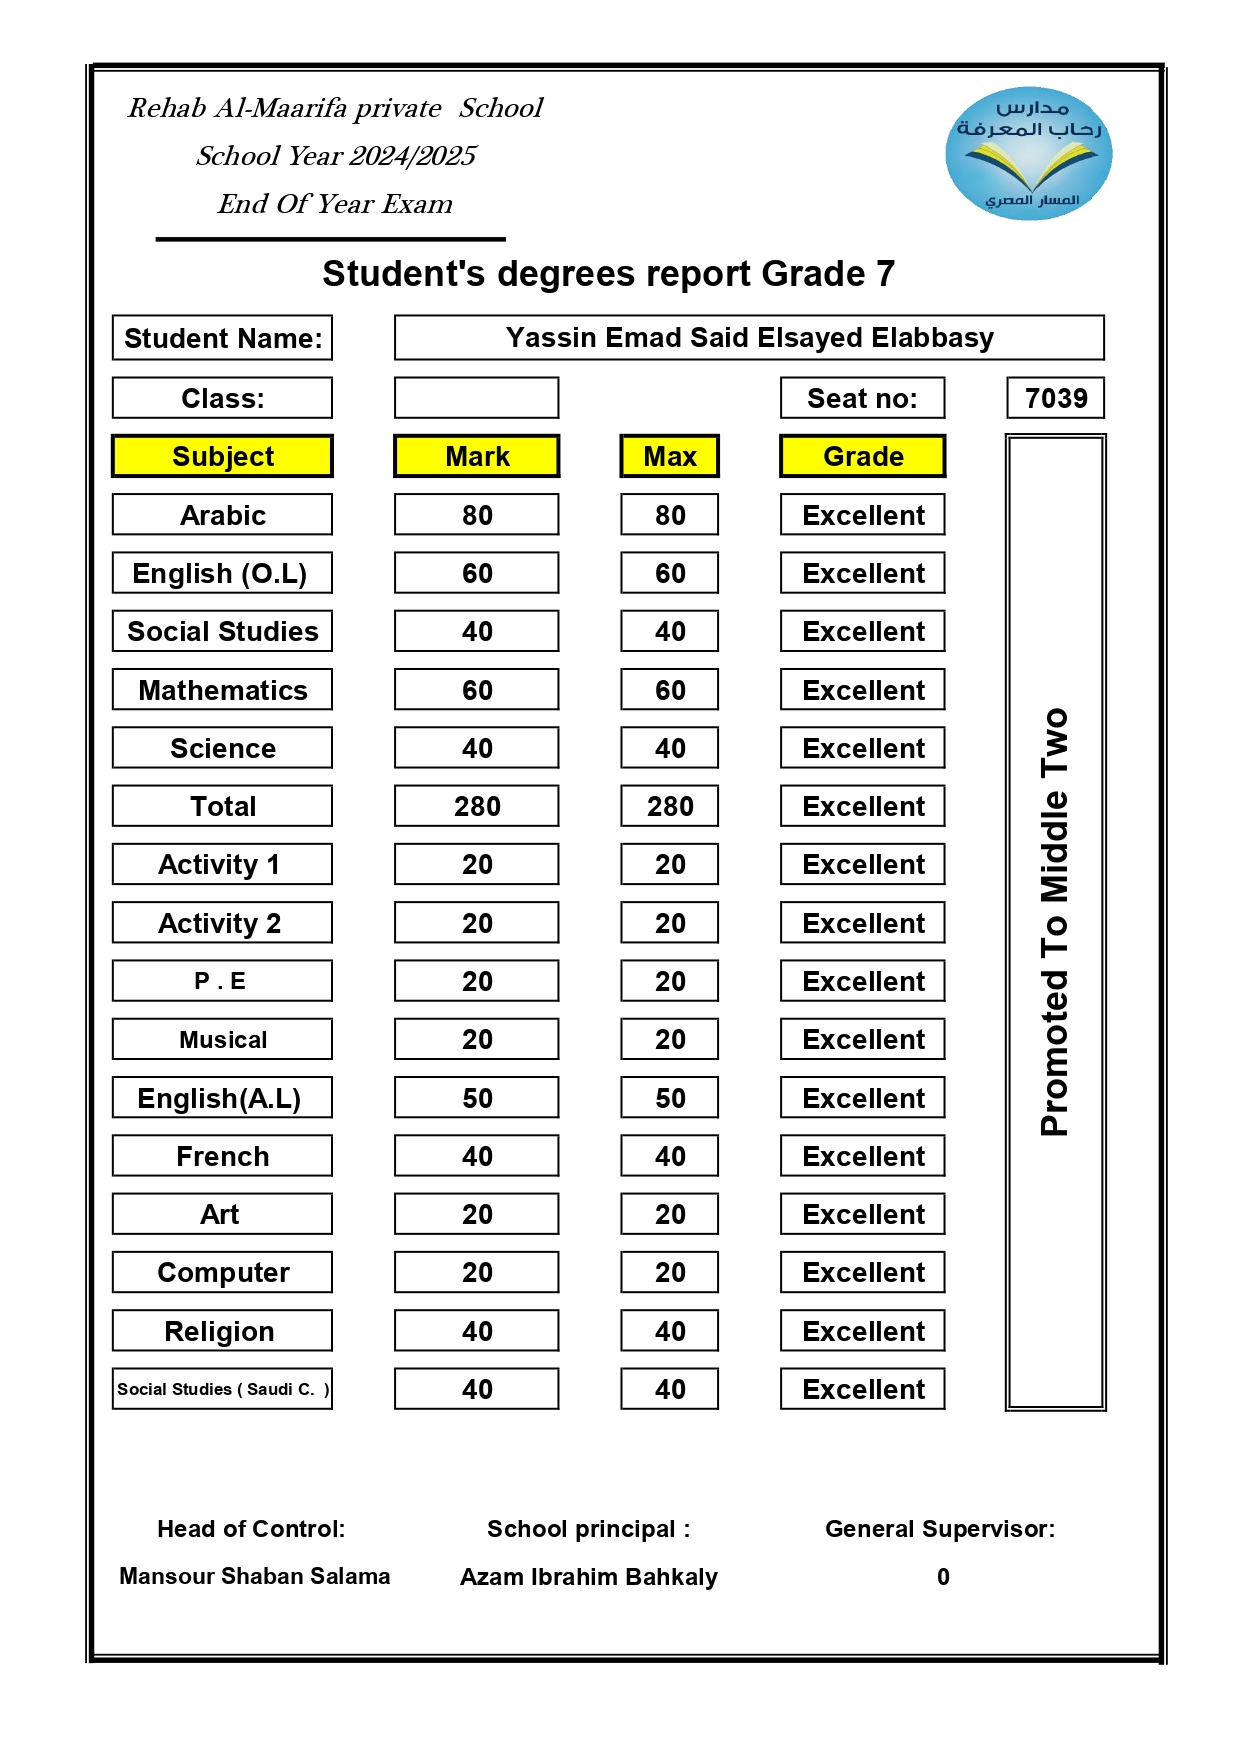 Rehab Al-Maarifa private School
School Year 2024/2025
End Of Year Exam
مدارس
رحاب المعرفة
المسار المصري
Student's degrees report Grade 7
Student Name: Yassin Emad Said Elsayed Elabbasy
Class: Seat no: 7039
Subject Mark Max Grade
Arabic 80 80 Excellent
English (O.L) 60 60 Excellent
Social Studies 40 40 Excellent
Mathematics 60 60 Excellent
Science 40 40 Excellent
Total 280 280 Excellent
Activity 1 20 20 Excellent
Activity 2 20 20 Excellent
P . E 20 20 Excellent
Musical 20 20 Excellent
English(A.L) 50 50 Excellent
French 40 40 Excellent
Art 20 20 Excellent
Computer 20 20 Excellent
Religion 40 40 Excellent
Social Studies ( Saudi C. ) 40 40 Excellent
Promoted To Middle Two
Head of Control: School principal : General Supervisor:
Mansour Shaban Salama Azam Ibrahim Bahkaly 0